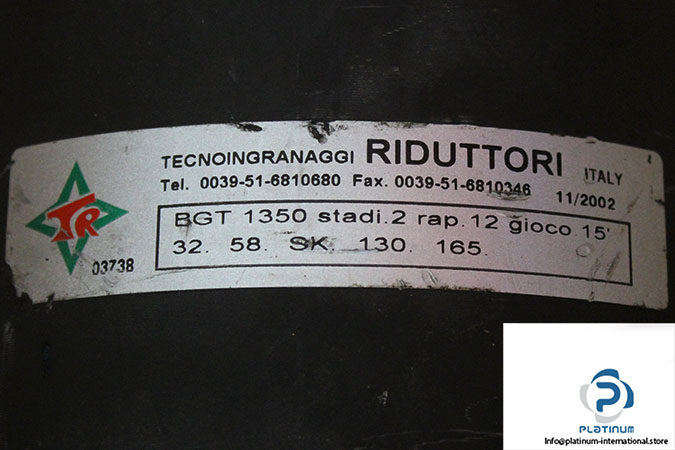 TECNOINGRANAGGI RIDUTTORI ITALY
Tel. 0039-51-6810680 Fax. 0039-51-6810346 11/2002
TR
BGT 1350 stadi.2 rap.12 gioco.15'
32. 58. SK. 130. 165.
03738
PLATINUM
Info@platinum-international.store